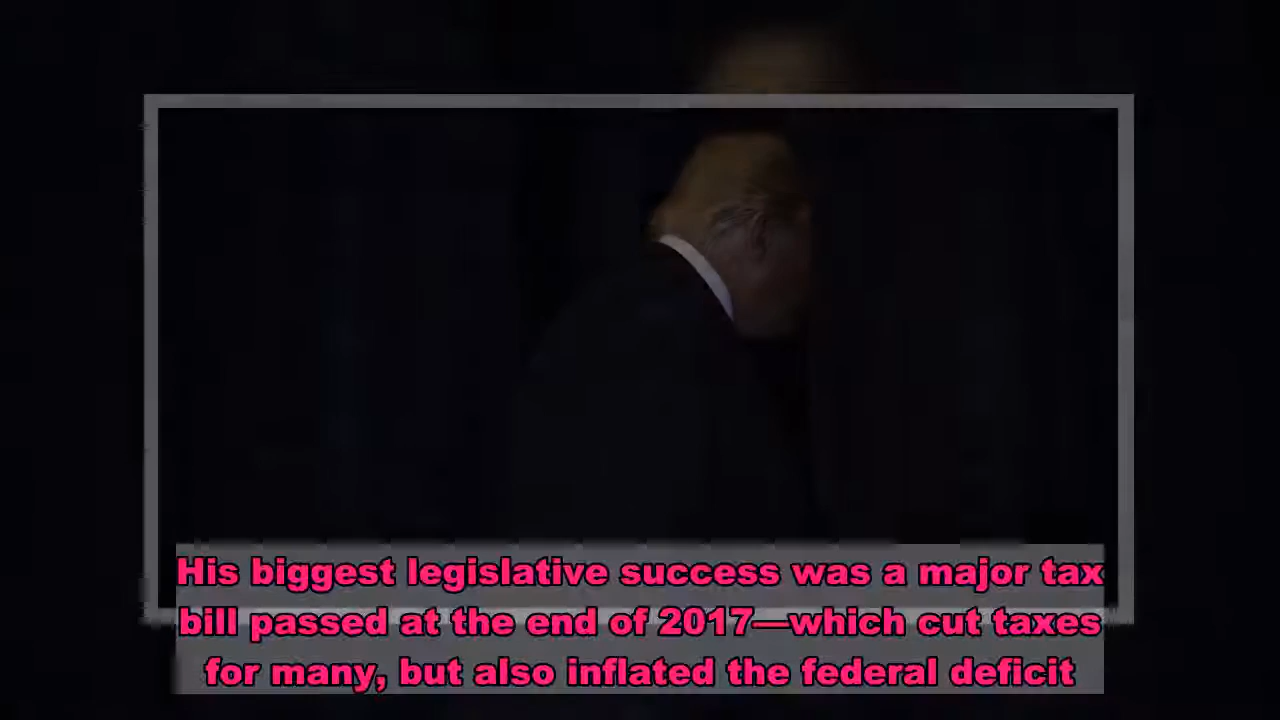 His biggest legislative success was a major tax
bill passed at the end of 2017—which cut taxes
for many, but also inflated the federal deficit